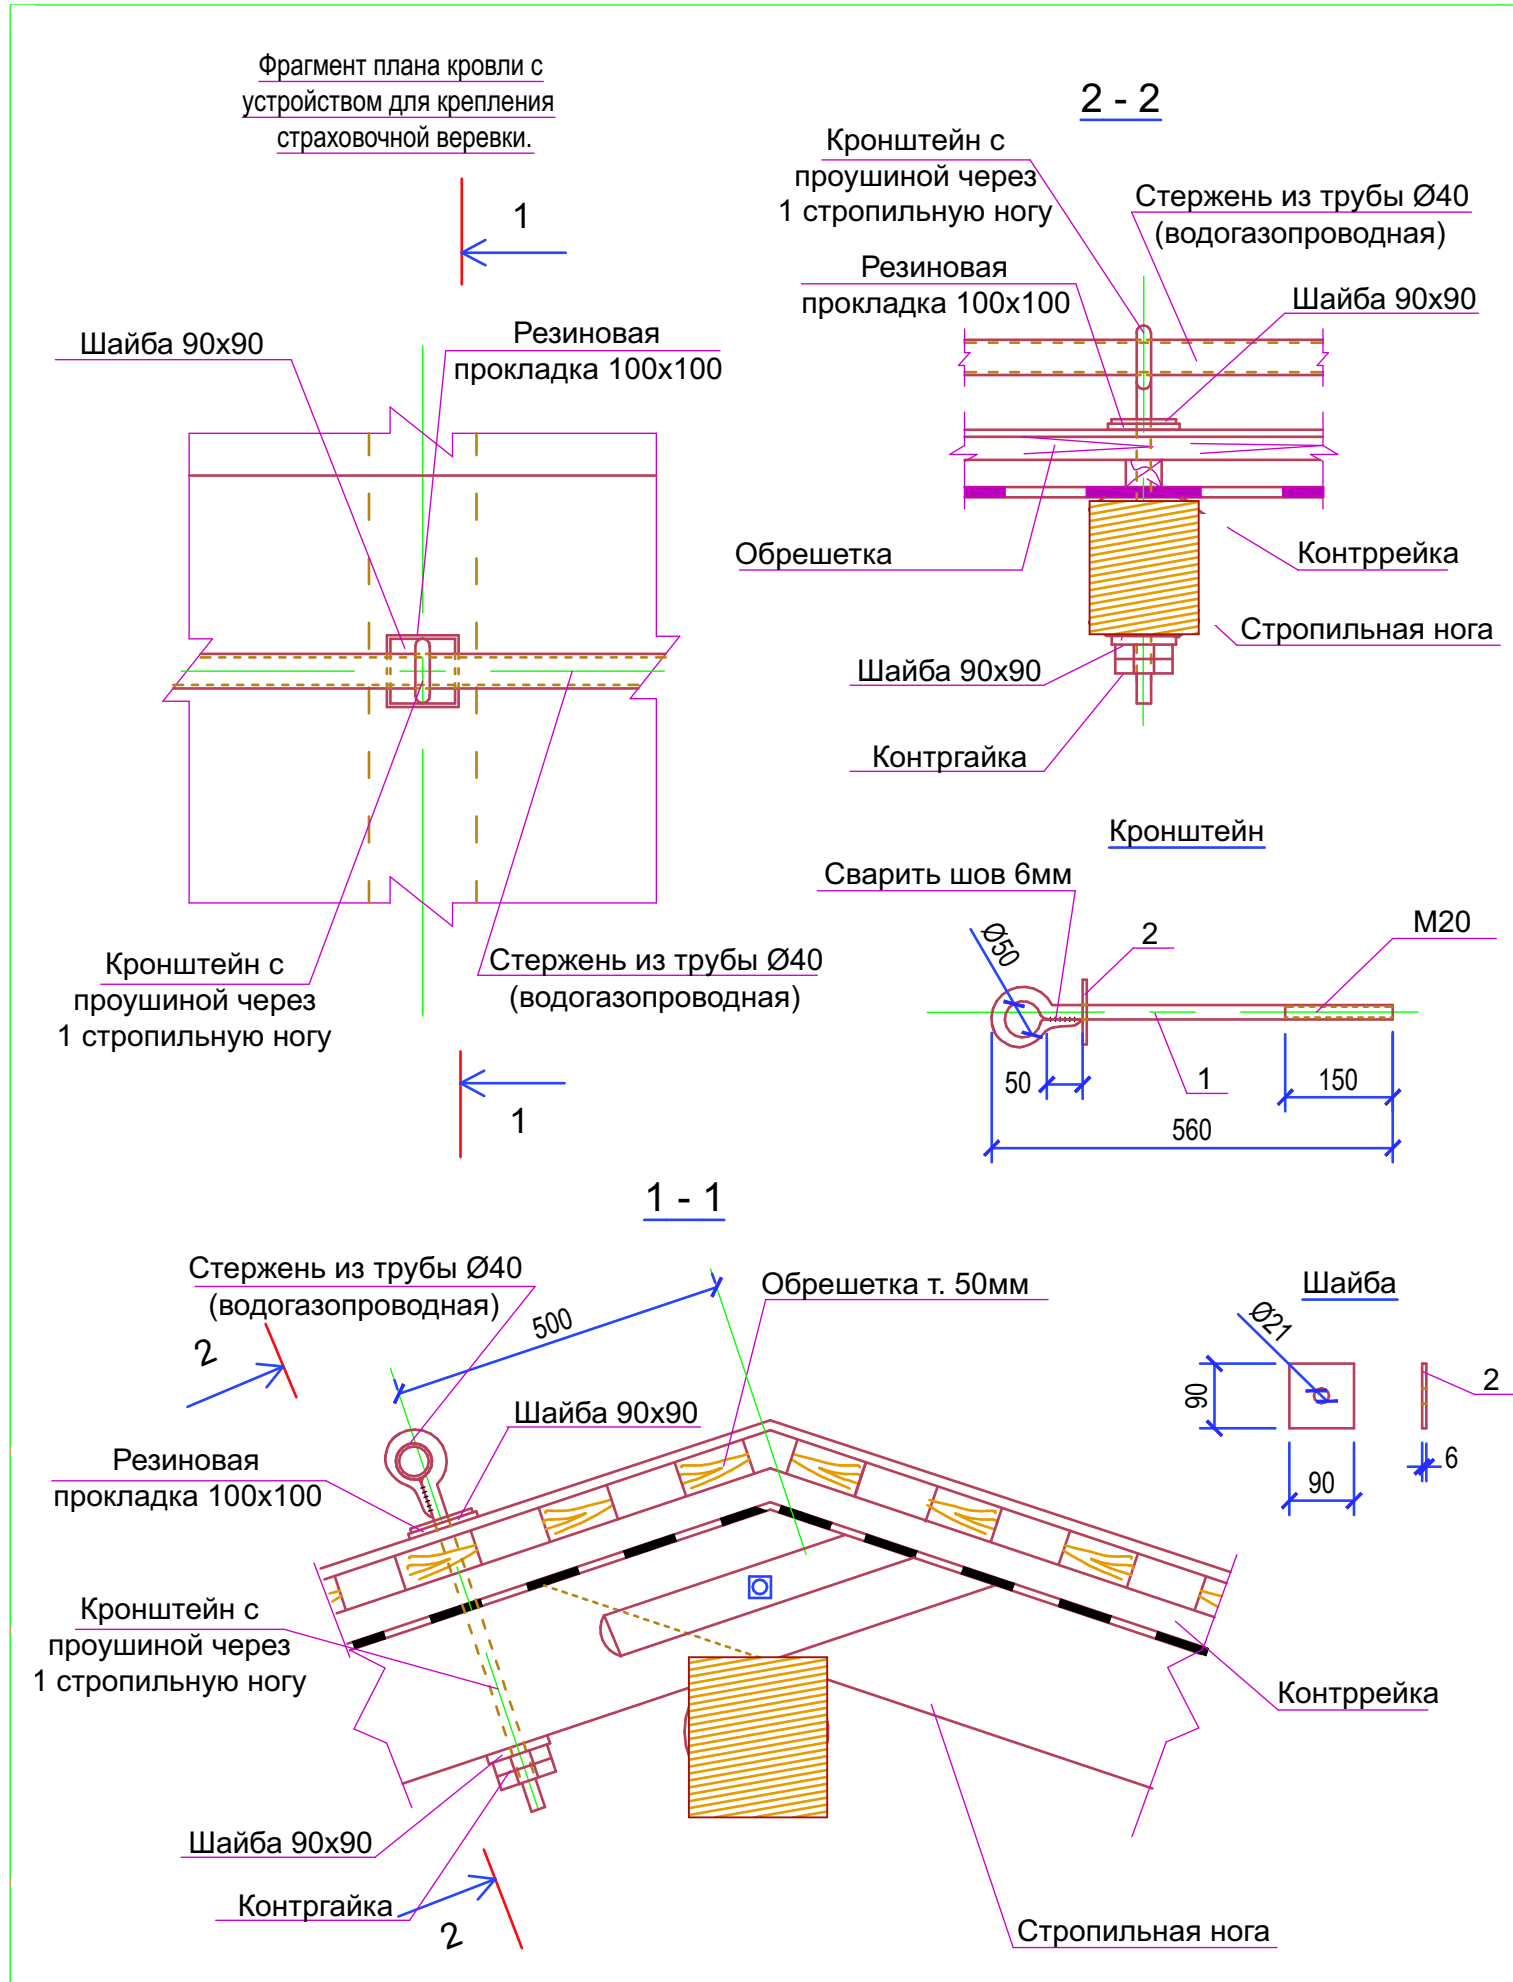 Фрагмент плана кровли с
устройством для крепления
страховочной веревки.
1
Шайба 90х90
Резиновая
прокладка 100х100
Кронштейн с
проушиной через
1 стропильную ногу
Стержень из трубы Ø40
(водогазопроводная)
1
2 - 2
Кронштейн с
проушиной через
1 стропильную ногу
Стержень из трубы Ø40
(водогазопроводная)
Резиновая
прокладка 100х100
Шайба 90х90
Обрешетка
Контррейка
Стропильная нога
Шайба 90х90
Контргайка
Кронштейн
Сварить шов 6мм
Ø50
2
М20
50
1
150
560
1 - 1
Стержень из трубы Ø40
(водогазопроводная)
2
500
Обрешетка т. 50мм
Шайба 90х90
Резиновая
прокладка 100х100
Кронштейн с
проушиной через
1 стропильную ногу
Контррейка
Шайба 90х90
Контргайка
2
Стропильная нога
Шайба
Ø21
90
90
2
6